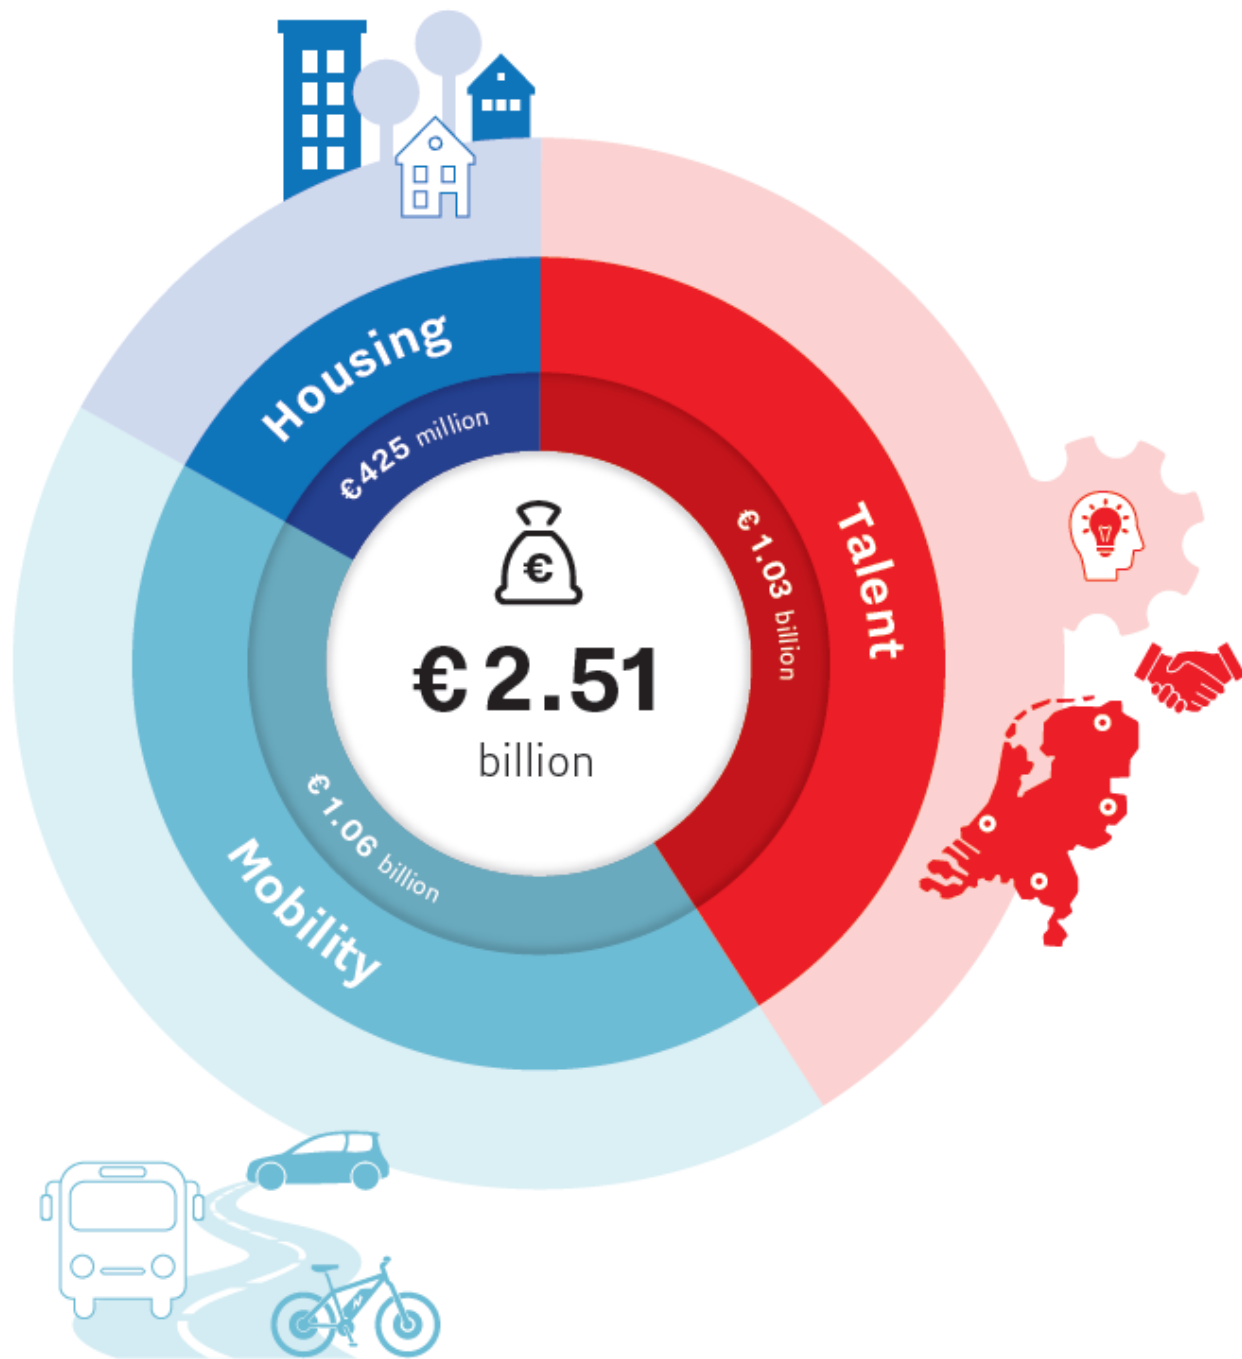 Housing
€425 million
Talent
€1.03 billion
€
€2.51
billion
€1.06 billion
Mobility